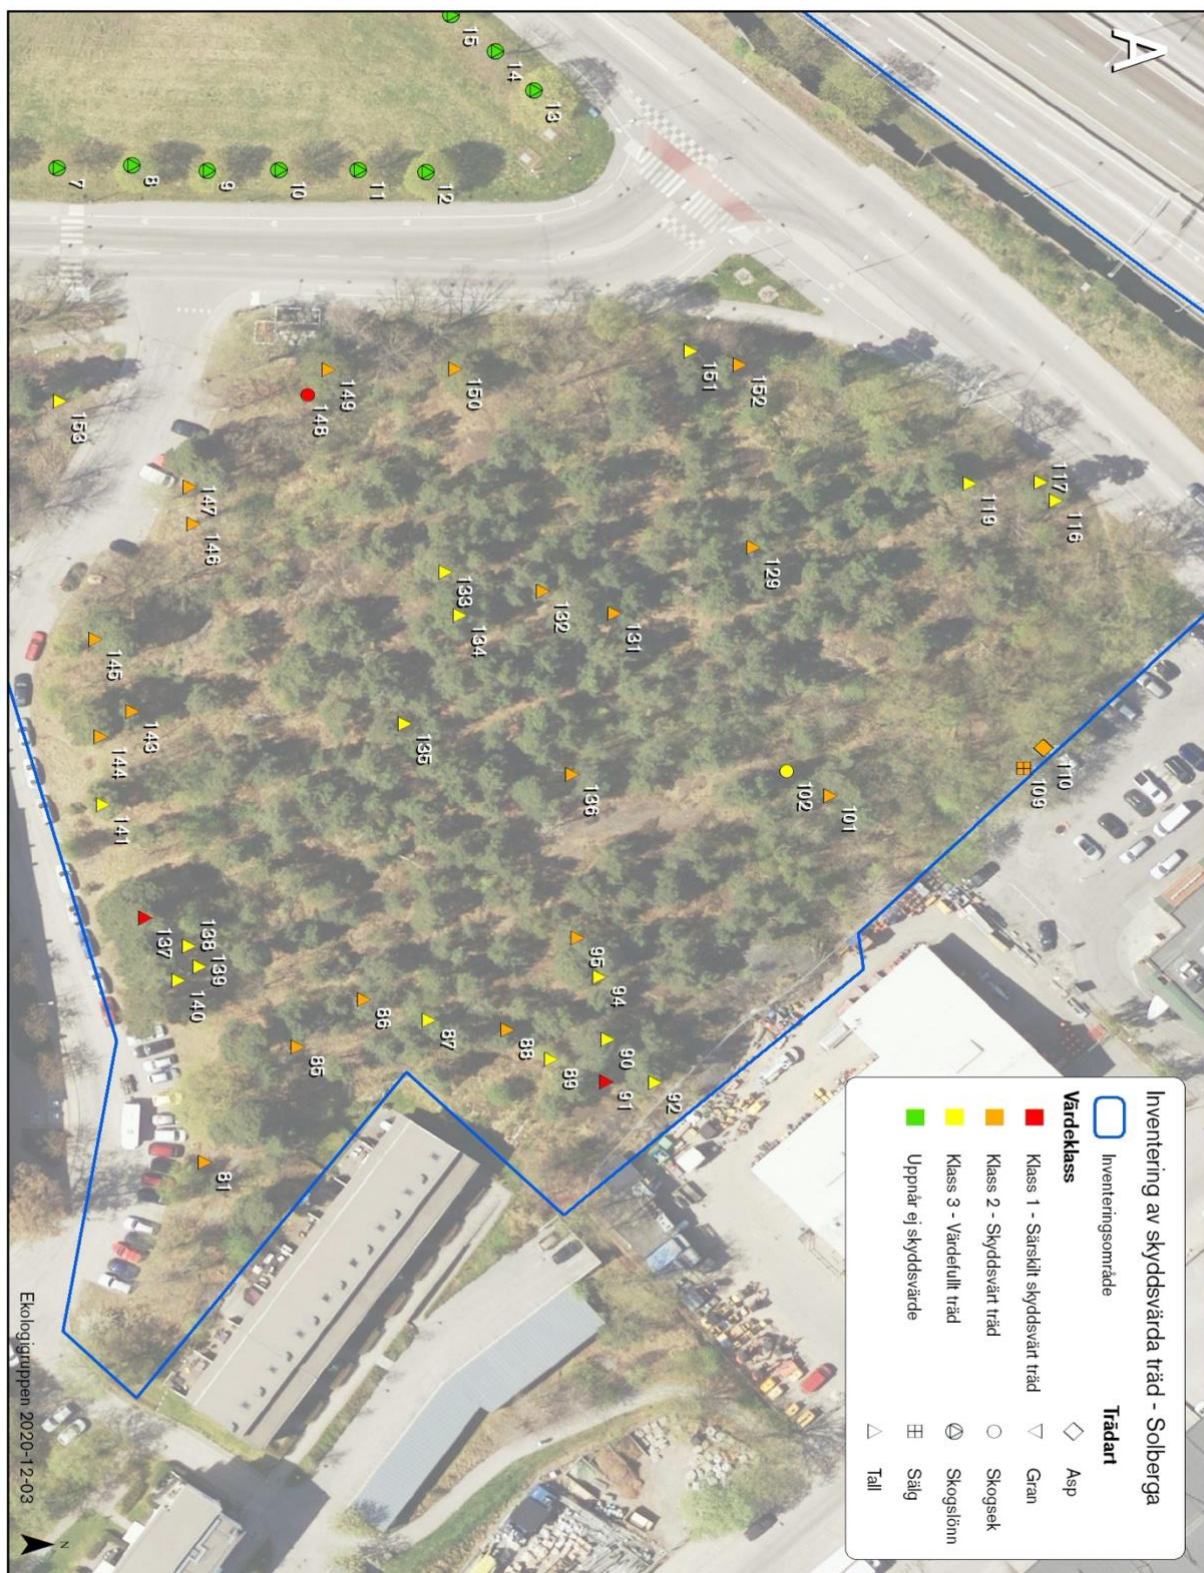 A
Inventering av skyddsvärda träd - Solberga
Inventeringsområde
Värdeklass
Klass 1 - Särskilt skyddsvärt träd
Klass 2 - Skyddsvärt träd
Klass 3 - Värdefullt träd
Uppnår ej skyddsvärde
Trädart
Asp
Gran
Skogsek
Skogslönn
Sälg
Tall
15
14
13
12
11
10
9
8
7
117
116
119
152
151
150
149
148
153
147
146
129
131
132
133
134
145
110
109
102
101
136
135
143
144
141
95
94
90
92
91
89
88
87
86
85
137
138
139
140
81
Ekologigruppen 2020-12-03
N